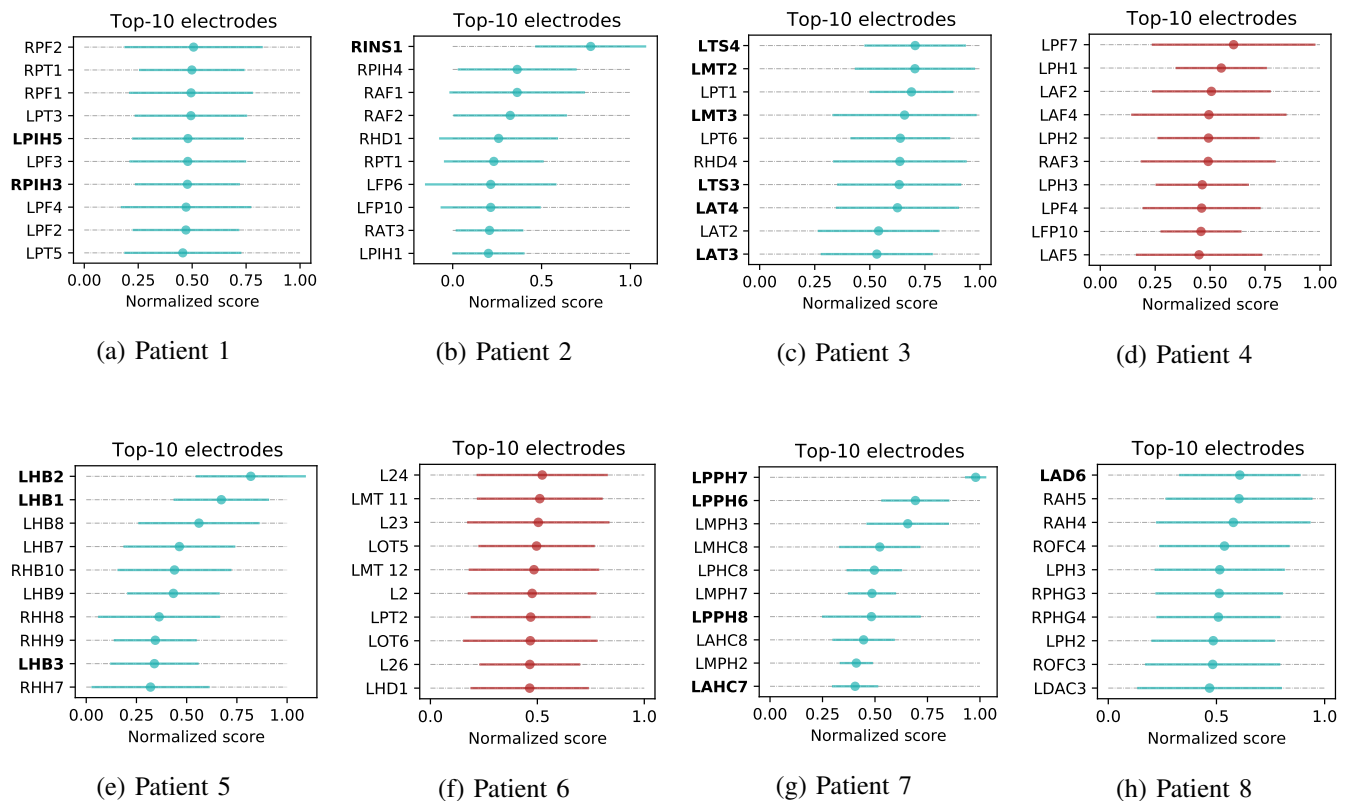 Top-10 electrodes
RPF2
RPT1
RPF1
LPT3
LPIH5
LPF3
RPIH3
LPF4
LPF2
LPT5
0.00 0.25 0.50 0.75 1.00
Normalized score
(a) Patient 1
Top-10 electrodes
RINS1
RPIH4
RAF1
RAF2
RHD1
RPT1
LFP6
LFP10
RAT3
LPIH1
0.0 0.5 1.0
Normalized score
(b) Patient 2
Top-10 electrodes
LTS4
LMT2
LPT1
LMT3
LPT6
RHD4
LTS3
LAT4
LAT2
LAT3
0.00 0.25 0.50 0.75 1.00
Normalized score
(c) Patient 3
Top-10 electrodes
LPF7
LPH1
LAF2
LAF4
LPH2
RAF3
LPH3
LPF4
LFP10
LAF5
0.00 0.25 0.50 0.75 1.00
Normalized score
(d) Patient 4
Top-10 electrodes
LHB2
LHB1
LHB8
LHB7
RHB10
LHB9
RHH8
RHH9
LHB3
RHH7
0.00 0.25 0.50 0.75 1.00
Normalized score
(e) Patient 5
Top-10 electrodes
L24
LMT 11
L23
LOT5
LMT 12
L2
LPT2
LOT6
L26
LHD1
0.0 0.5 1.0
Normalized score
(f) Patient 6
Top-10 electrodes
LPPH7
LPPH6
LMPH3
LMHC8
LPHC8
LMPH7
LPPH8
LAHC8
LMPH2
LAHC7
0.00 0.25 0.50 0.75 1.00
Normalized score
(g) Patient 7
Top-10 electrodes
LAD6
RAH5
RAH4
ROFC4
LPH3
RPHG3
RPHG4
LPH2
ROFC3
LDAC3
0.0 0.5 1.0
Normalized score
(h) Patient 8